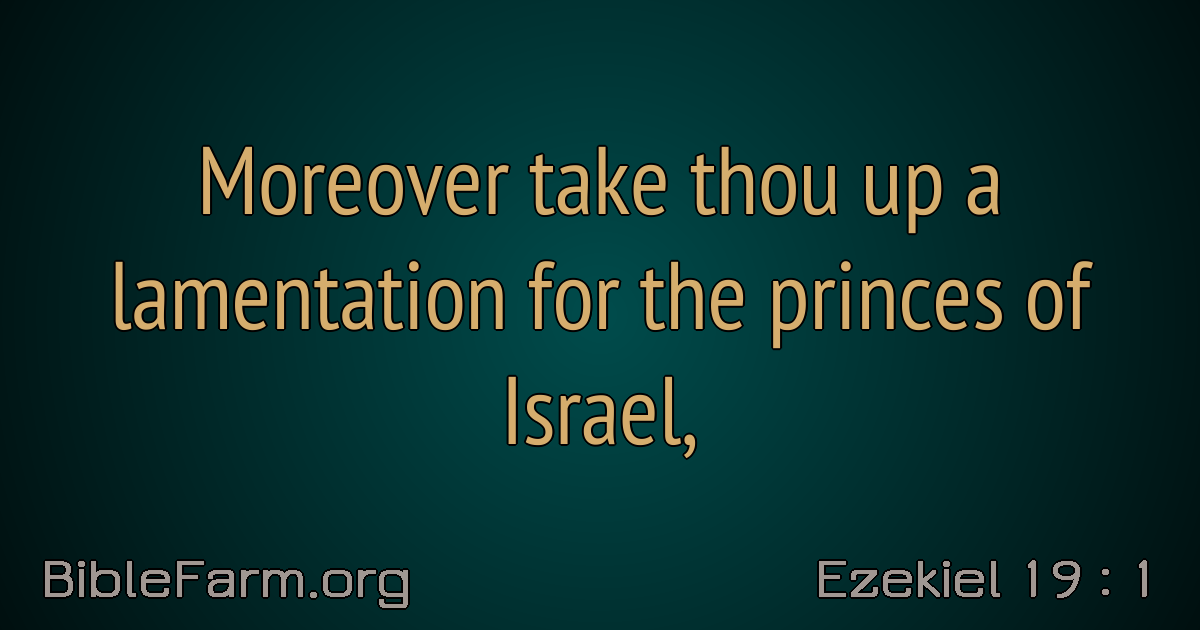 Moreover take thou up a
lamentation for the princes of
Israel,
BibleFarm.org
Ezekiel 19 : 1